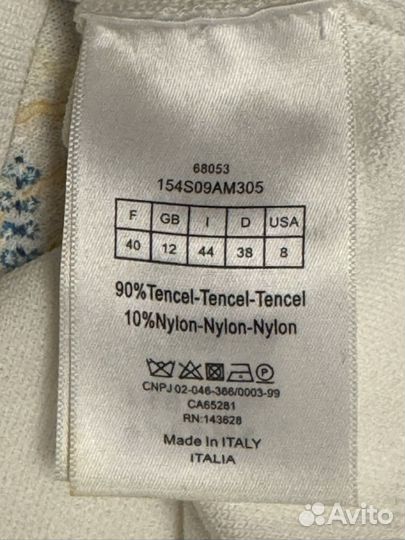 68053
154S09AM305
F GB I D USA
40 12 44 38 8
90%Tencel-Tencel-Tencel
10%Nylon-Nylon-Nylon
CNPJ 02-046-366/0003-99
CA65281
RN:143628
Made In ITALY
ITALIA
Avito